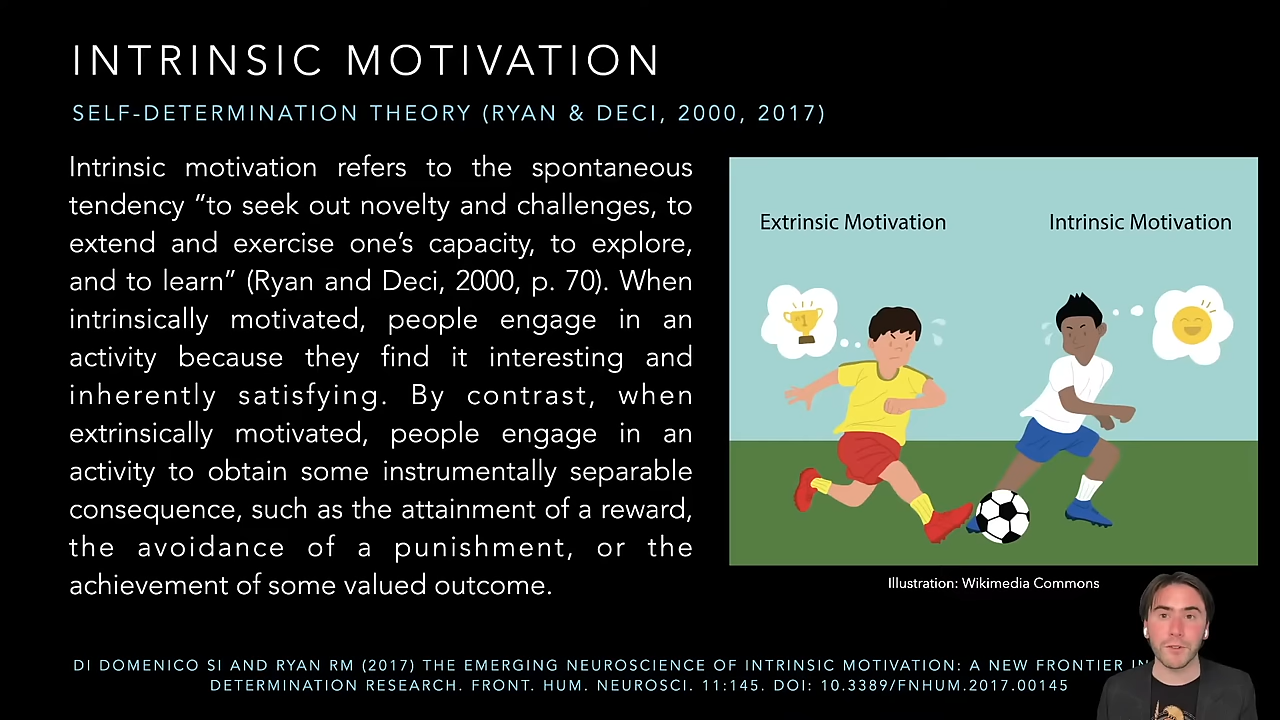 INTRINSIC MOTIVATION
SELF-DETERMINATION THEORY (RYAN & DECI, 2000, 2017)
Intrinsic motivation refers to the spontaneous
tendency “to seek out novelty and challenges, to
extend and exercise one’s capacity, to explore,
and to learn” (Ryan and Deci, 2000, p. 70). When
intrinsically motivated, people engage in an
activity because they find it interesting and
inherently satisfying. By contrast, when
extrinsically motivated, people engage in an
activity to obtain some instrumentally separable
consequence, such as the attainment of a reward,
the avoidance of a punishment, or the
achievement of some valued outcome.
Extrinsic Motivation
Intrinsic Motivation
1
Illustration: Wikimedia Commons
DI DOMENICO SI AND RYAN RM (2017) THE EMERGING NEUROSCIENCE OF INTRINSIC MOTIVATION: A NEW FRONTIER IN
DETERMINATION RESEARCH. FRONT. HUM. NEUROSCI. 11:145. DOI: 10.3389/FNHUM.2017.00145